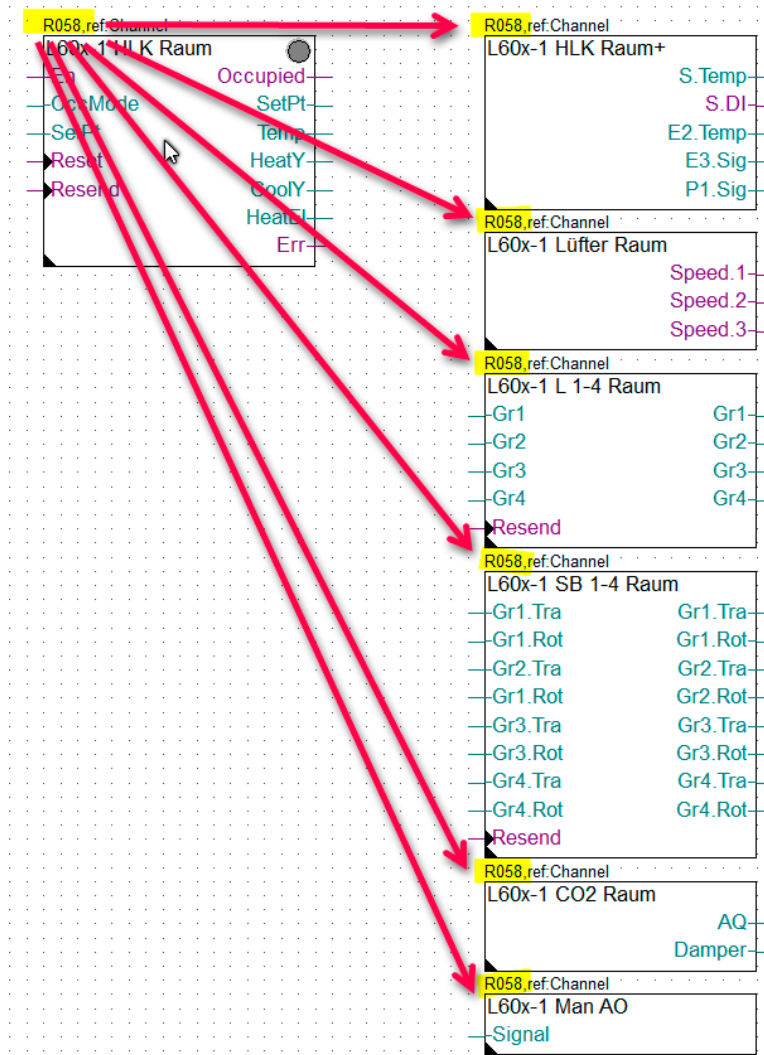 R058,ref:Channel
L60x-1 HLK Raum
En
OccMode
SetPt
Reset
Resend
Occupied
SetPt
Temp
HeatY
CoolY
HeatEl
Err
R058,ref:Channel
L60x-1 HLK Raum+
S.Temp
S.DI
E2.Temp
E3.Sig
P1.Sig
R058,ref:Channel
L60x-1 Lüfter Raum
Speed.1
Speed.2
Speed.3
R058,ref:Channel
L60x-1 L 1-4 Raum
Gr1 Gr1
Gr2 Gr2
Gr3 Gr3
Gr4 Gr4
Resend
R058,ref:Channel
L60x-1 SB 1-4 Raum
Gr1.Tra Gr1.Tra
Gr1.Rot Gr1.Rot
Gr2.Tra Gr2.Tra
Gr1.Rot Gr2.Rot
Gr3.Tra Gr3.Tra
Gr3.Rot Gr3.Rot
Gr4.Tra Gr4.Tra
Gr4.Rot Gr4.Rot
Resend
R058,ref:Channel
L60x-1 CO2 Raum
AQ
Damper
R058,ref:Channel
L60x-1 Man AO
Signal